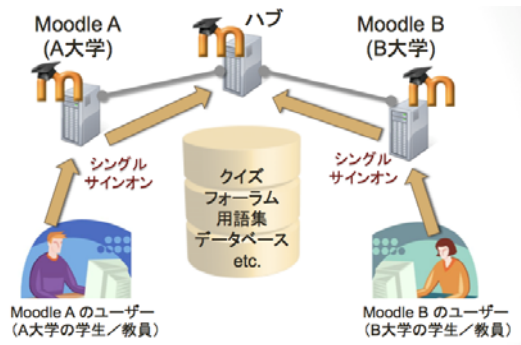 Moodle A
(A大学)
ハブ
Moodle B
(B大学)
シングル
サインオン
シングル
サインオン
クイズ
フォーラム
用語集
データベース
etc.
Moodle A のユーザー
(A大学の学生／教員)
Moodle B のユーザー
(B大学の学生／教員)